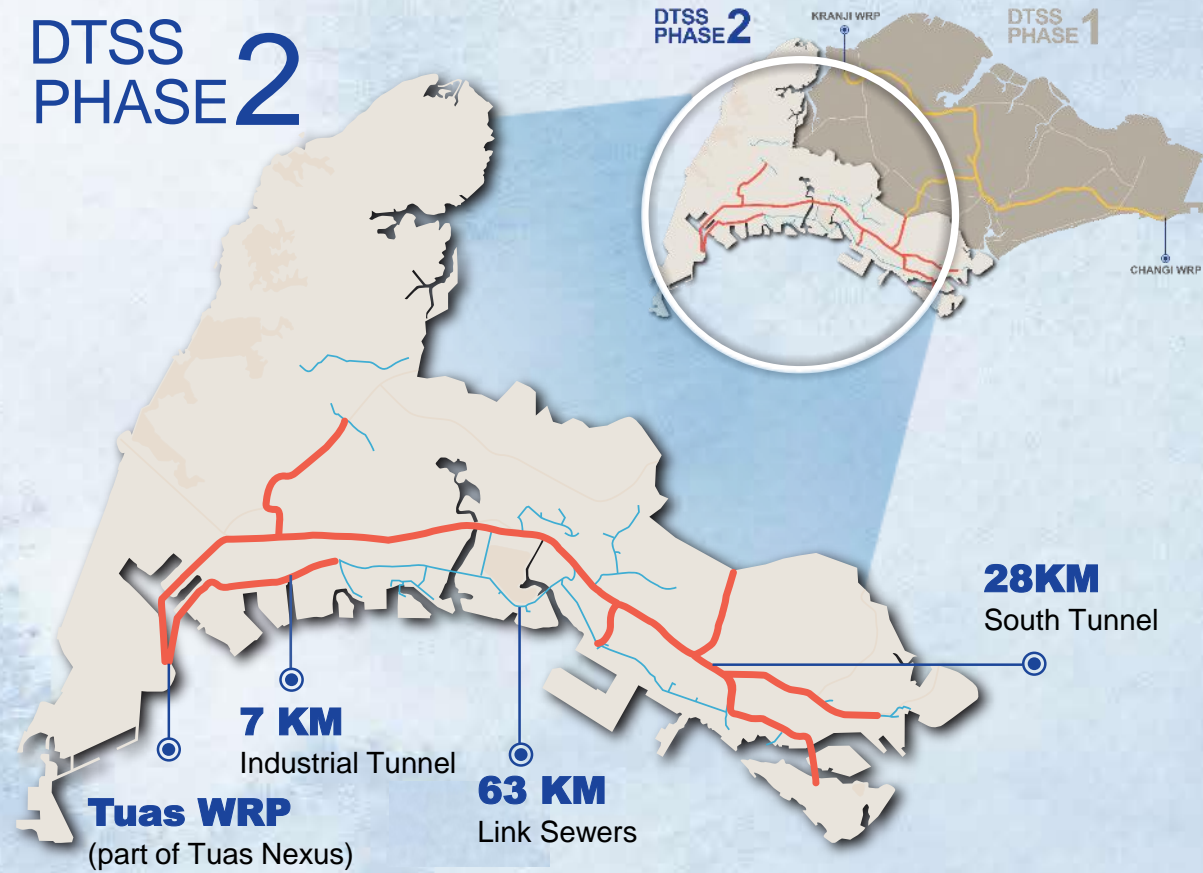 DTSS
PHASE 2
DTSS
PHASE 2
KRANJI WRP
DTSS
PHASE 1
CHANGI WRP
28KM
South Tunnel
7 KM
Industrial Tunnel
63 KM
Link Sewers
Tuas WRP
(part of Tuas Nexus)